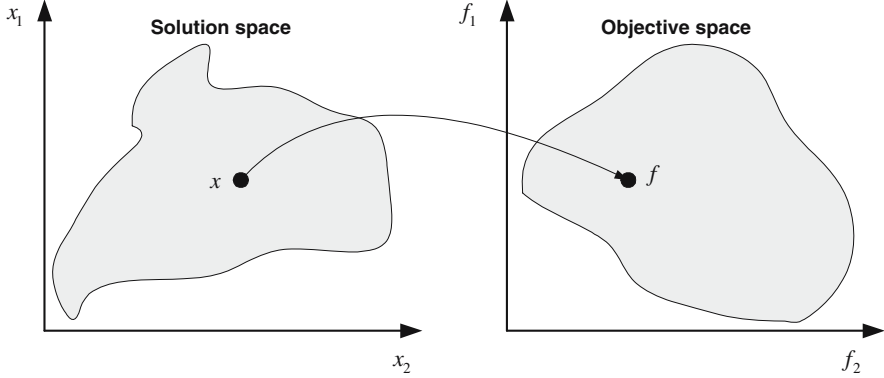 x1
Solution space
x
x2
f1
Objective space
f
f2